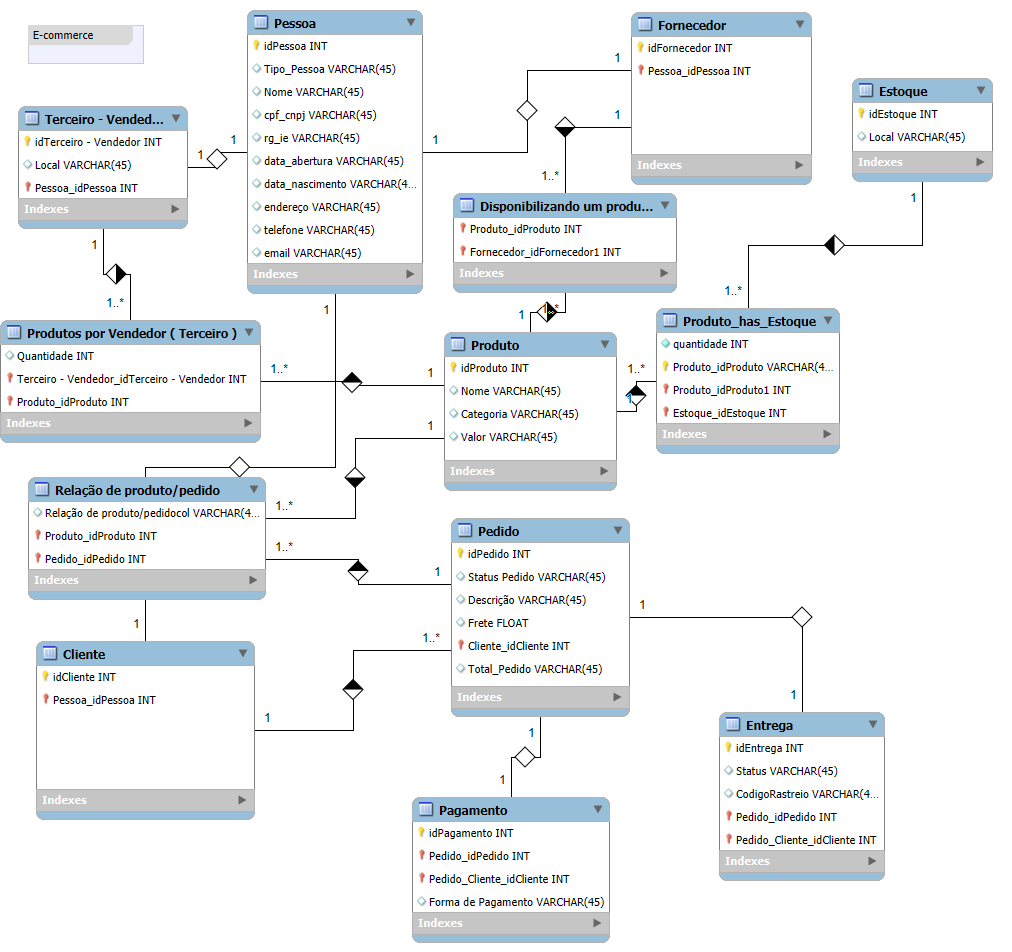 E-commerce
Pessoa
idPessoa INT
Tipo_Pessoa VARCHAR(45)
Nome VARCHAR(45)
cpf_cnpj VARCHAR(45)
rg_ie VARCHAR(45)
data_abertura VARCHAR(45)
data_nascimento VARCHAR(4...
endereço VARCHAR(45)
telefone VARCHAR(45)
email VARCHAR(45)
Indexes
Fornecedor
idFornecedor INT
Pessoa_idPessoa INT
Indexes
Estoque
idEstoque INT
Local VARCHAR(45)
Indexes
Terceiro - Vended...
idTerceiro - Vendedor INT
Local VARCHAR(45)
Pessoa_idPessoa INT
Indexes
1
1
1
1
1
1..*
1
1..*
1
1..*
Disponibilizando um produ...
Produto_idProduto INT
Fornecedor_idFornecedor1 INT
Indexes
1
1..*
Produtos por Vendedor ( Terceiro )
Quantidade INT
Terceiro - Vendedor_idTerceiro - Vendedor INT
Produto_idProduto INT
Indexes
1..*
1
1
Produto
idProduto INT
Nome VARCHAR(45)
Categoria VARCHAR(45)
Valor VARCHAR(45)
Indexes
1
1..*
1
Produto_has_Estoque
quantidade INT
Produto_idProduto VARCHAR(4...
Produto_idProduto1 INT
Estoque_idEstoque INT
Indexes
Relação de produto/pedido
Relação de produto/pedidocol VARCHAR(4...
Produto_idProduto INT
Pedido_idPedido INT
Indexes
1..*
1..*
1
Pedido
idPedido INT
Status Pedido VARCHAR(45)
Descrição VARCHAR(45)
Frete FLOAT
Cliente_idCliente INT
Total_Pedido VARCHAR(45)
Indexes
1
1
1..*
1
Cliente
idCliente INT
Pessoa_idPessoa INT
Indexes
1
1
1
Entrega
idEntrega INT
Status VARCHAR(45)
CodigoRastreio VARCHAR(4...
Pedido_idPedido INT
Pedido_Cliente_idCliente INT
Indexes
Pagamento
idPagamento INT
Pedido_idPedido INT
Pedido_Cliente_idCliente INT
Forma de Pagamento VARCHAR(45)
Indexes